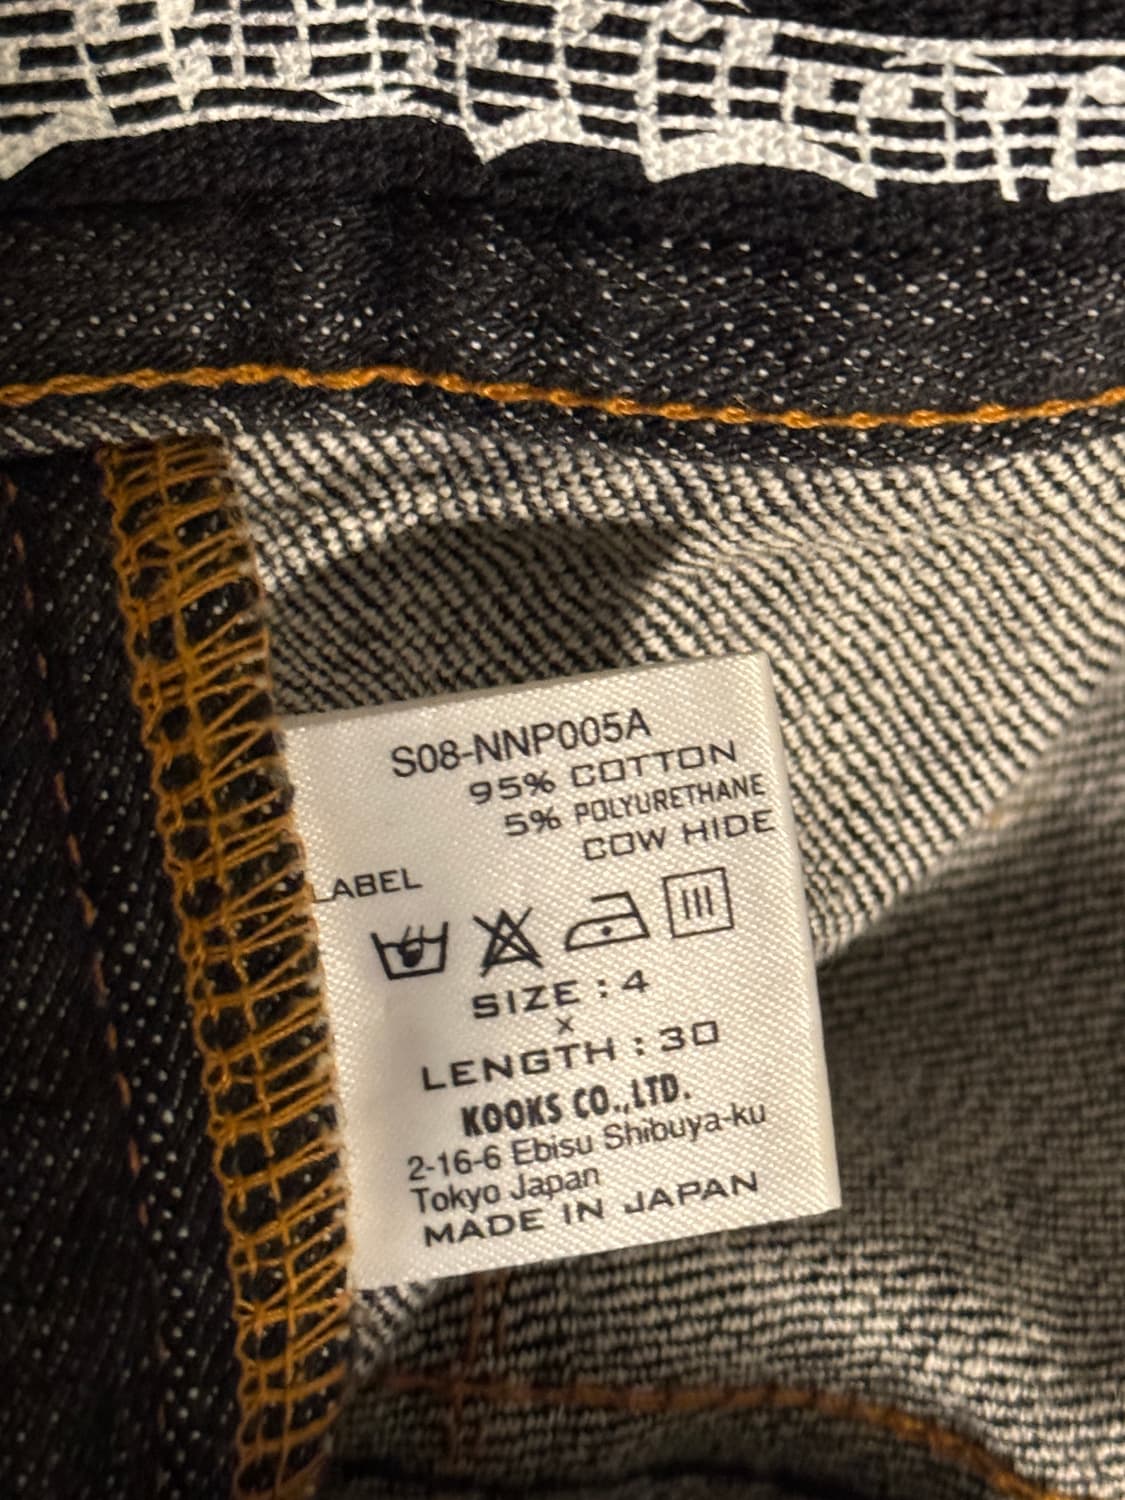 S08-NNP005A
95% COTTON
5% POLYURETHANE
COW HIDE
LABEL
SIZE : 4
x
LENGTH : 30
KOOKS CO.,LTD.
2-16-6 Ebisu Shibuya-ku
Tokyo Japan
MADE IN JAPAN